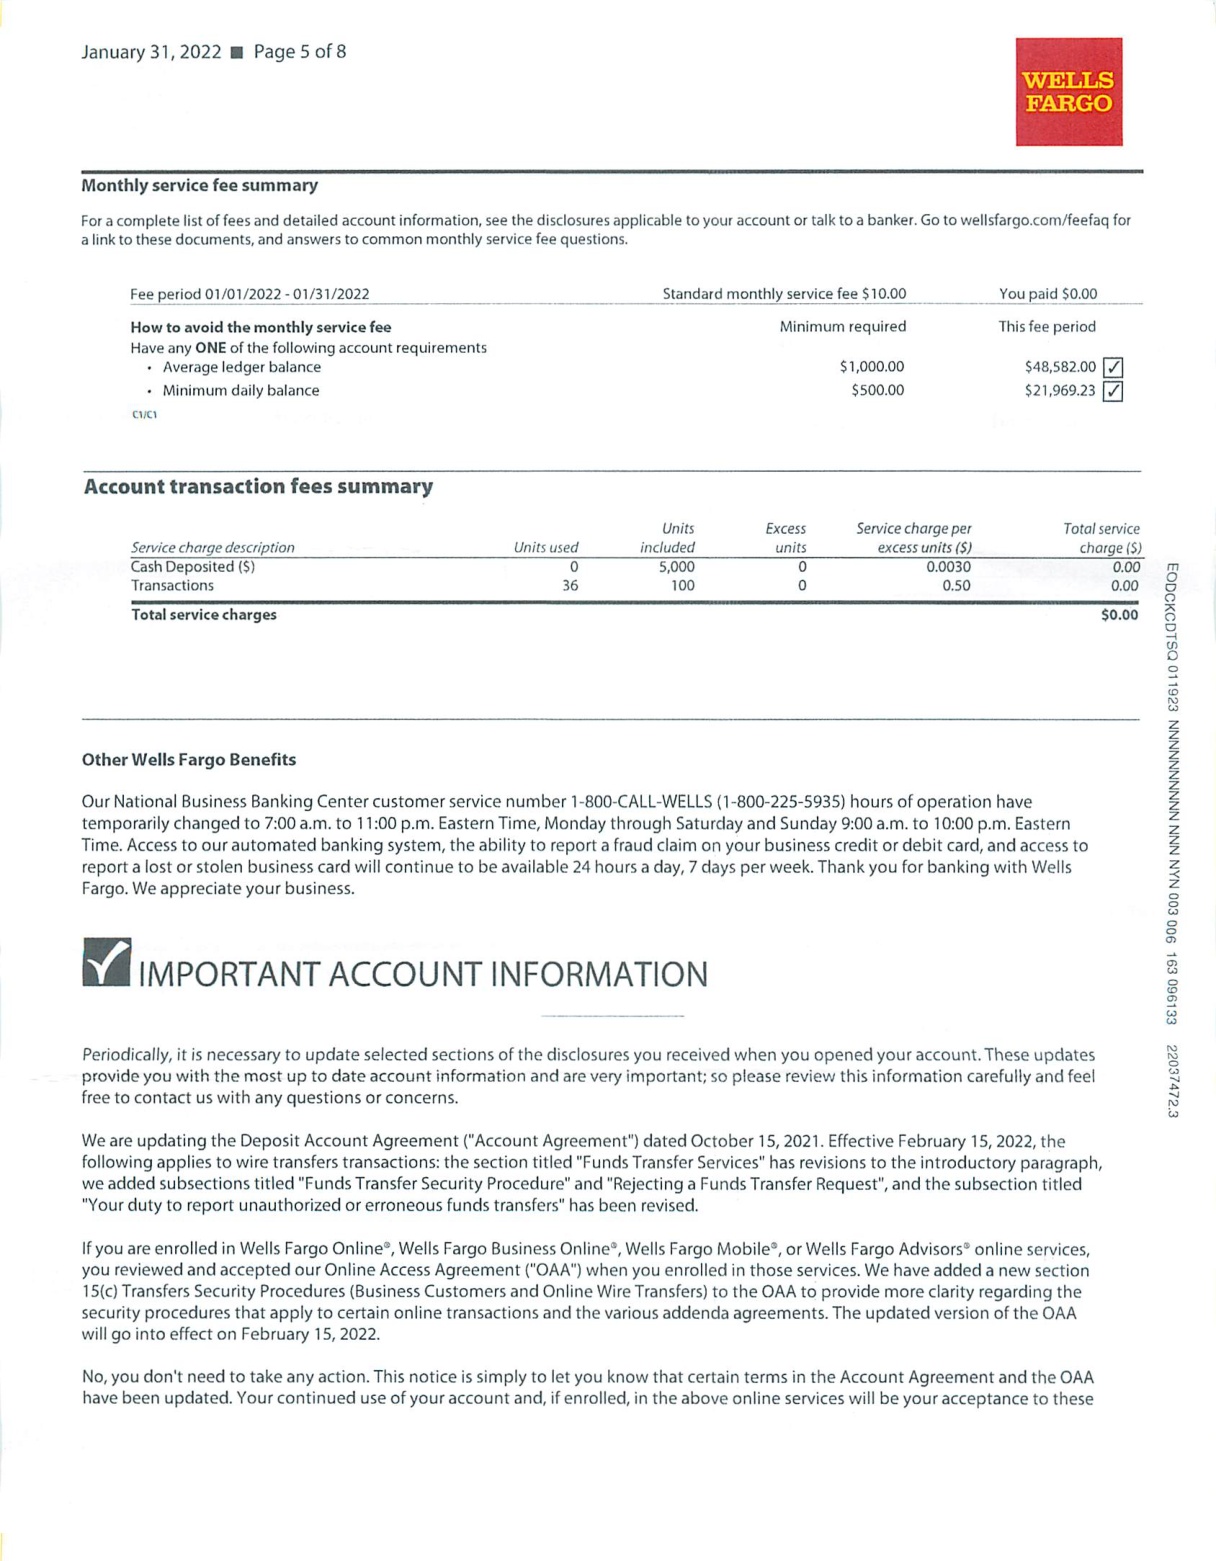 January 31, 2022 ■ Page 5 of 8
WELLS
FARGO
Monthly service fee summary
For a complete list of fees and detailed account information, see the disclosures applicable to your account or talk to a banker. Go to wellsfargo.com/feefaq for
a link to these documents, and answers to common monthly service fee questions.
Fee period 01/01/2022 - 01/31/2022 Standard monthly service fee $10.00 You paid $0.00
How to avoid the monthly service fee Minimum required This fee period
Have any ONE of the following account requirements
• Average ledger balance $1,000.00 $48,582.00 ☑
• Minimum daily balance $500.00 $21,969.23 ☑
C1/C1
Account transaction fees summary
Units Excess Service charge per Total service
Service charge description Units used included units excess units ($) charge ($)
Cash Deposited ($) 0 5,000 0 0.0030 0.00
Transactions 36 100 0 0.50 0.00
Total service charges $0.00
Other Wells Fargo Benefits
Our National Business Banking Center customer service number 1-800-CALL-WELLS (1-800-225-5935) hours of operation have
temporarily changed to 7:00 a.m. to 11:00 p.m. Eastern Time, Monday through Saturday and Sunday 9:00 a.m. to 10:00 p.m. Eastern
Time. Access to our automated banking system, the ability to report a fraud claim on your business credit or debit card, and access to
report a lost or stolen business card will continue to be available 24 hours a day, 7 days per week. Thank you for banking with Wells
Fargo. We appreciate your business.
IMPORTANT ACCOUNT INFORMATION
Periodically, it is necessary to update selected sections of the disclosures you received when you opened your account. These updates
provide you with the most up to date account information and are very important; so please review this information carefully and feel
free to contact us with any questions or concerns.
We are updating the Deposit Account Agreement ("Account Agreement") dated October 15, 2021. Effective February 15, 2022, the
following applies to wire transfers transactions: the section titled "Funds Transfer Services" has revisions to the introductory paragraph,
we added subsections titled "Funds Transfer Security Procedure" and "Rejecting a Funds Transfer Request", and the subsection titled
"Your duty to report unauthorized or erroneous funds transfers" has been revised.
If you are enrolled in Wells Fargo Online®, Wells Fargo Business Online®, Wells Fargo Mobile®, or Wells Fargo Advisors® online services,
you reviewed and accepted our Online Access Agreement ("OAA") when you enrolled in those services. We have added a new section
15(c) Transfers Security Procedures (Business Customers and Online Wire Transfers) to the OAA to provide more clarity regarding the
security procedures that apply to certain online transactions and the various addenda agreements. The updated version of the OAA
will go into effect on February 15, 2022.
No, you don't need to take any action. This notice is simply to let you know that certain terms in the Account Agreement and the OAA
have been updated. Your continued use of your account and, if enrolled, in the above online services will be your acceptance to these
EODCKCDTSQ 011923 NNNNNNNNNN NNN NYN 003 006 163 096133 22037472.3